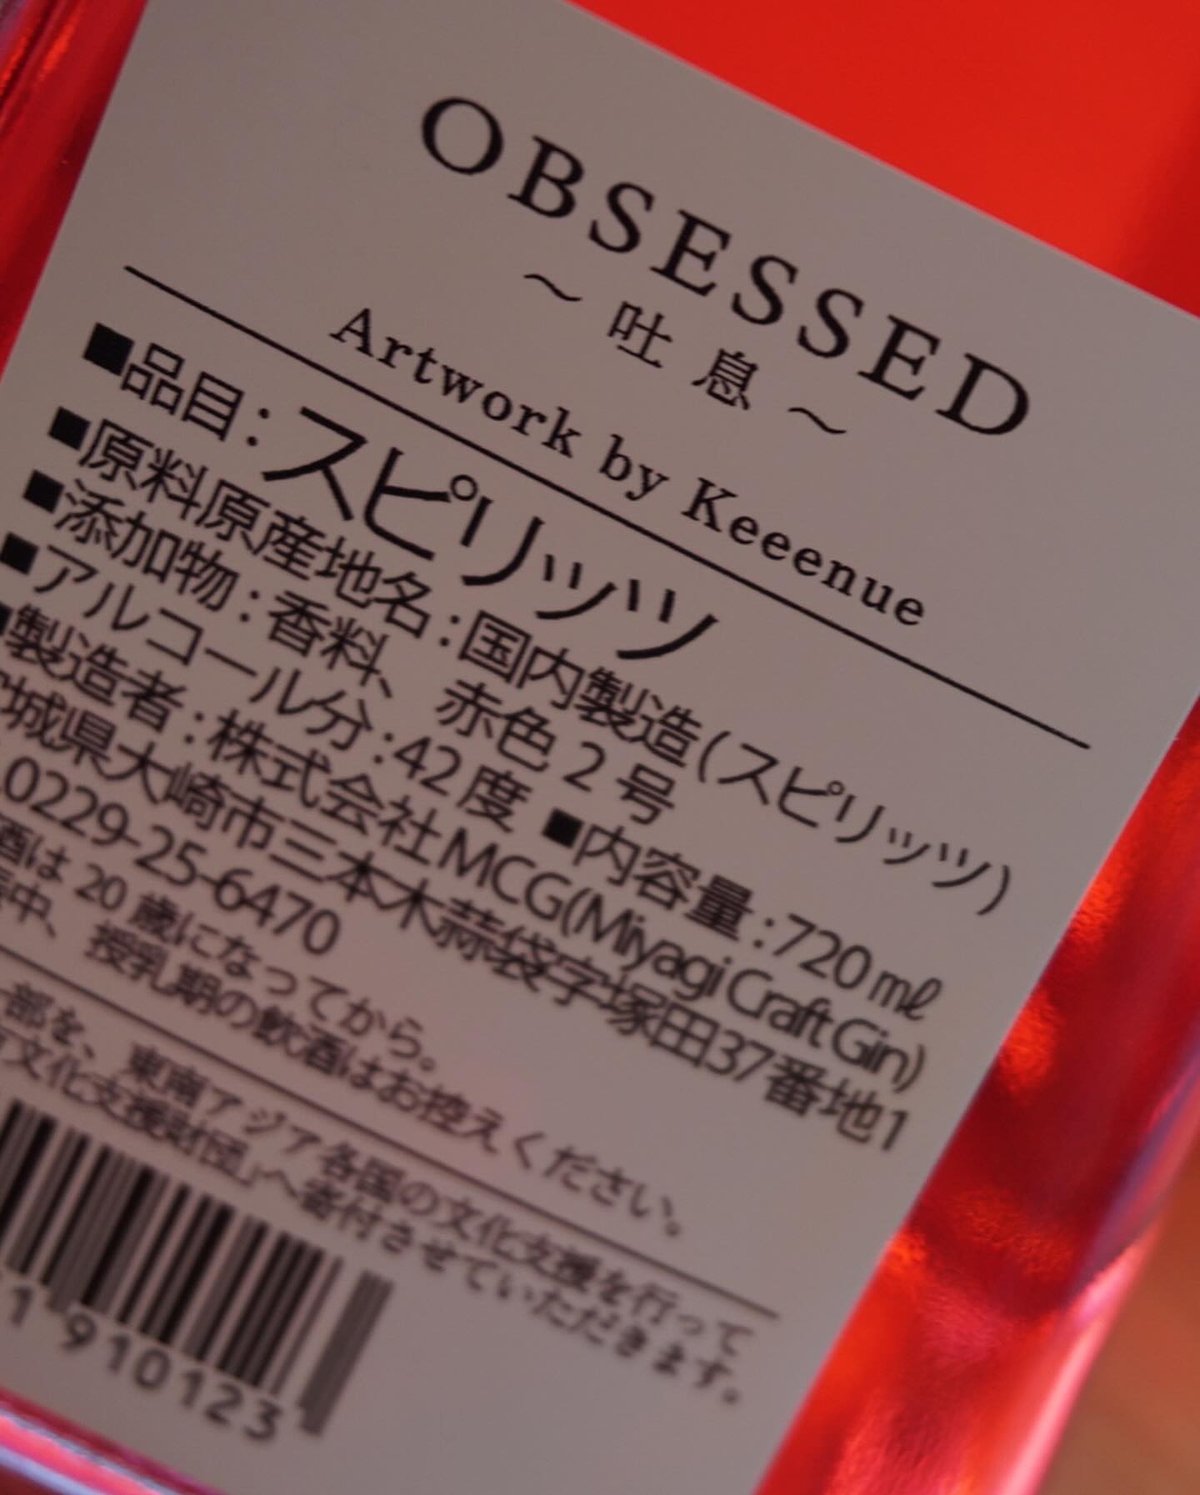 OBSESSED
～吐息～
Artwork by Keeenue
■品目：スピリッツ
■原料原産地名：国内製造（スピリッツ）
■添加物：香料、赤色2号
■アルコール分：42度 ■内容量：720㎖
■製造者：株式会社MCG(Miyagi Craft Gin)
城県大崎市三本木蒜袋字塚田37番地1
0229-25-6470
酒は20歳になってから。
中、授乳期の飲酒はお控えください。
部を、東南アジア各国の文化支援を行って
文化支援財団」へ寄付させていただきます。
1 910123